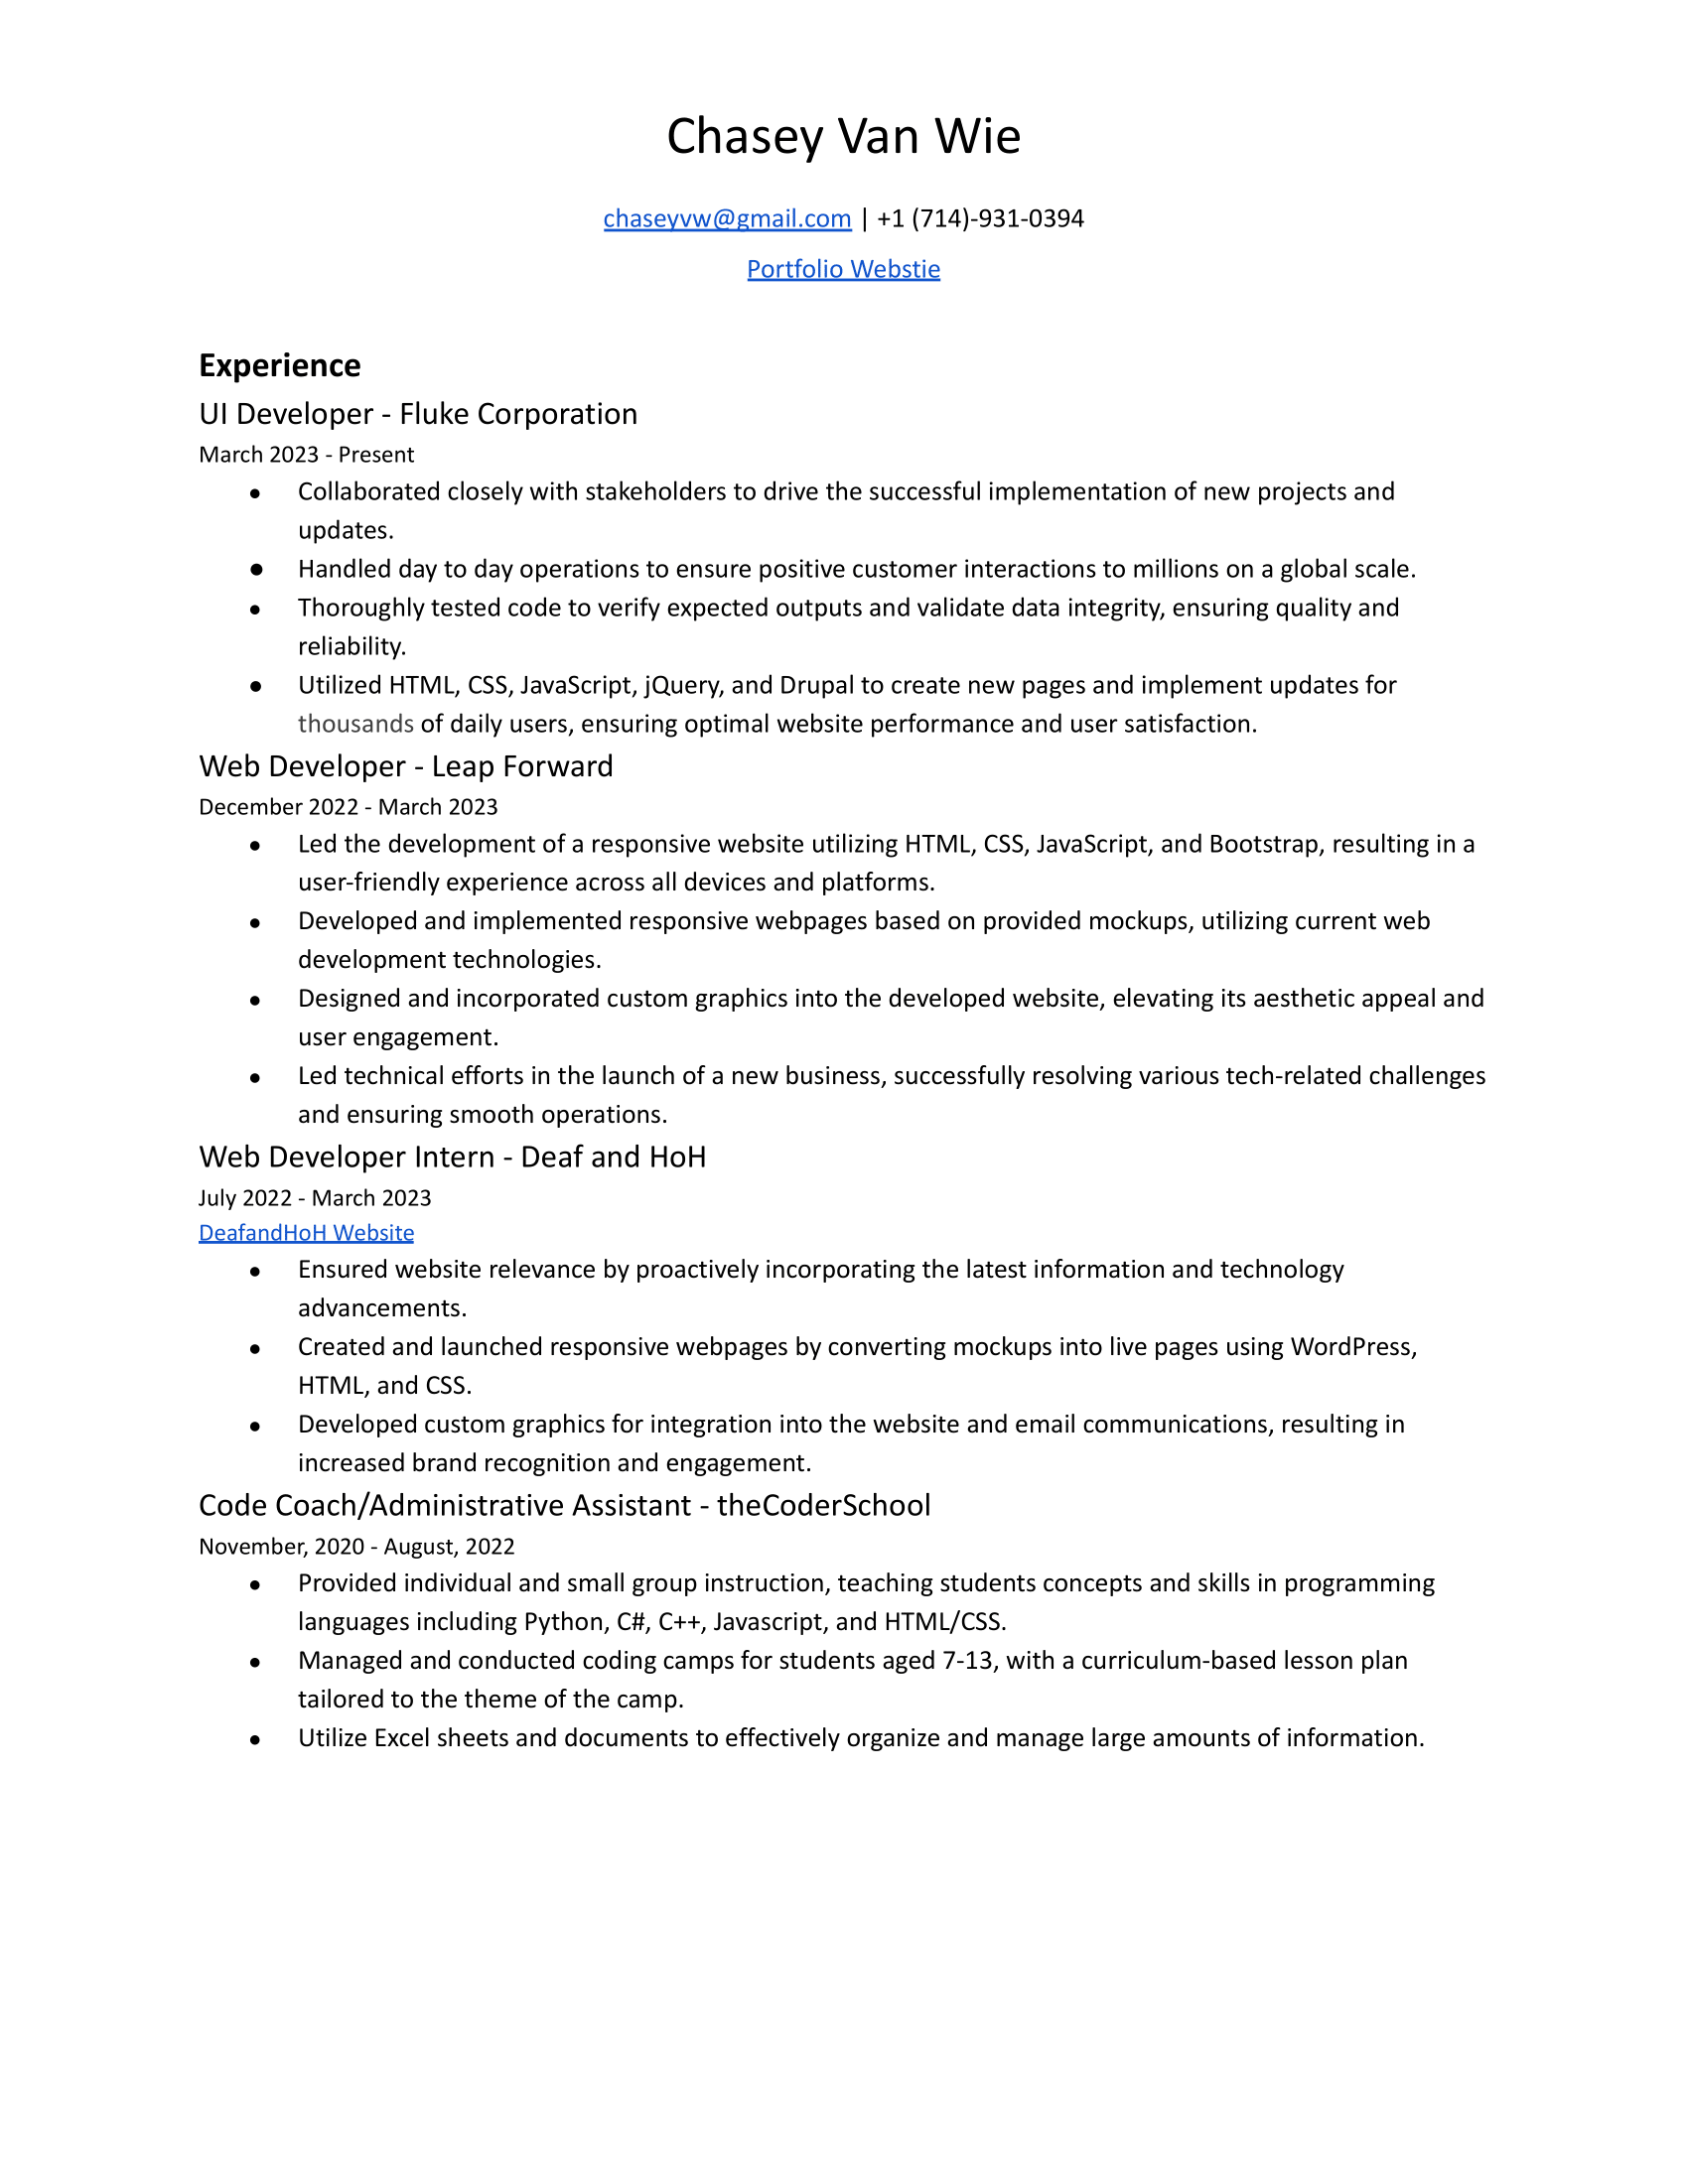 Chasey Van Wie
chaseyvw@gmail.com | +1 (714)-931-0394
Portfolio Webstie
Experience
UI Developer - Fluke Corporation
March 2023 - Present
● Collaborated closely with stakeholders to drive the successful implementation of new projects and
updates.
● Handled day to day operations to ensure positive customer interactions to millions on a global scale.
● Thoroughly tested code to verify expected outputs and validate data integrity, ensuring quality and
reliability.
● Utilized HTML, CSS, JavaScript, jQuery, and Drupal to create new pages and implement updates for
thousands of daily users, ensuring optimal website performance and user satisfaction.
Web Developer - Leap Forward
December 2022 - March 2023
● Led the development of a responsive website utilizing HTML, CSS, JavaScript, and Bootstrap, resulting in a
user-friendly experience across all devices and platforms.
● Developed and implemented responsive webpages based on provided mockups, utilizing current web
development technologies.
● Designed and incorporated custom graphics into the developed website, elevating its aesthetic appeal and
user engagement.
● Led technical efforts in the launch of a new business, successfully resolving various tech-related challenges
and ensuring smooth operations.
Web Developer Intern - Deaf and HoH
July 2022 - March 2023
DeafandHoH Website
● Ensured website relevance by proactively incorporating the latest information and technology
advancements.
● Created and launched responsive webpages by converting mockups into live pages using WordPress,
HTML, and CSS.
● Developed custom graphics for integration into the website and email communications, resulting in
increased brand recognition and engagement.
Code Coach/Administrative Assistant - theCoderSchool
November, 2020 - August, 2022
● Provided individual and small group instruction, teaching students concepts and skills in programming
languages including Python, C#, C++, Javascript, and HTML/CSS.
● Managed and conducted coding camps for students aged 7-13, with a curriculum-based lesson plan
tailored to the theme of the camp.
● Utilize Excel sheets and documents to effectively organize and manage large amounts of information.